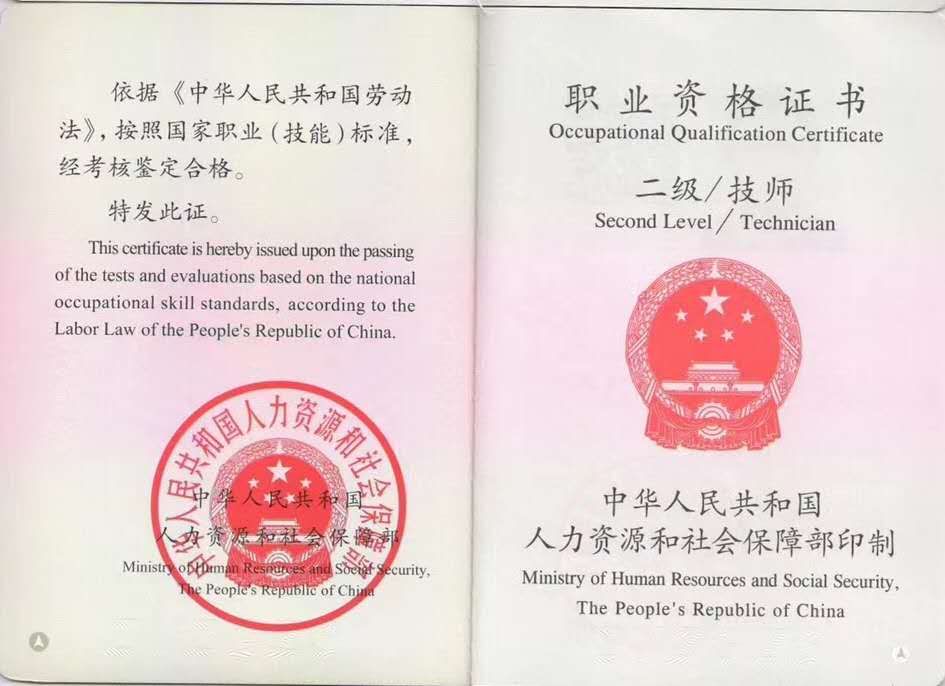 依据《中华人民共和国劳动
法》，按照国家职业(技能)标准，
经考核鉴定合格。
特发此证。
This certificate is hereby issued upon the passing
of the tests and evaluations based on the national
occupational skill standards, according to the
Labor Law of the People's Republic of China.
中华人民共和国人力资源和社会保障部
中华人民共和国
人力资源和社会保障部
Ministry of Human Resources and Social Security,
The People's Republic of China
职业资格证书
Occupational Qualification Certificate
二级/技师
Second Level/Technician
中华人民共和国
人力资源和社会保障部印制
Ministry of Human Resources and Social Security,
The People's Republic of China